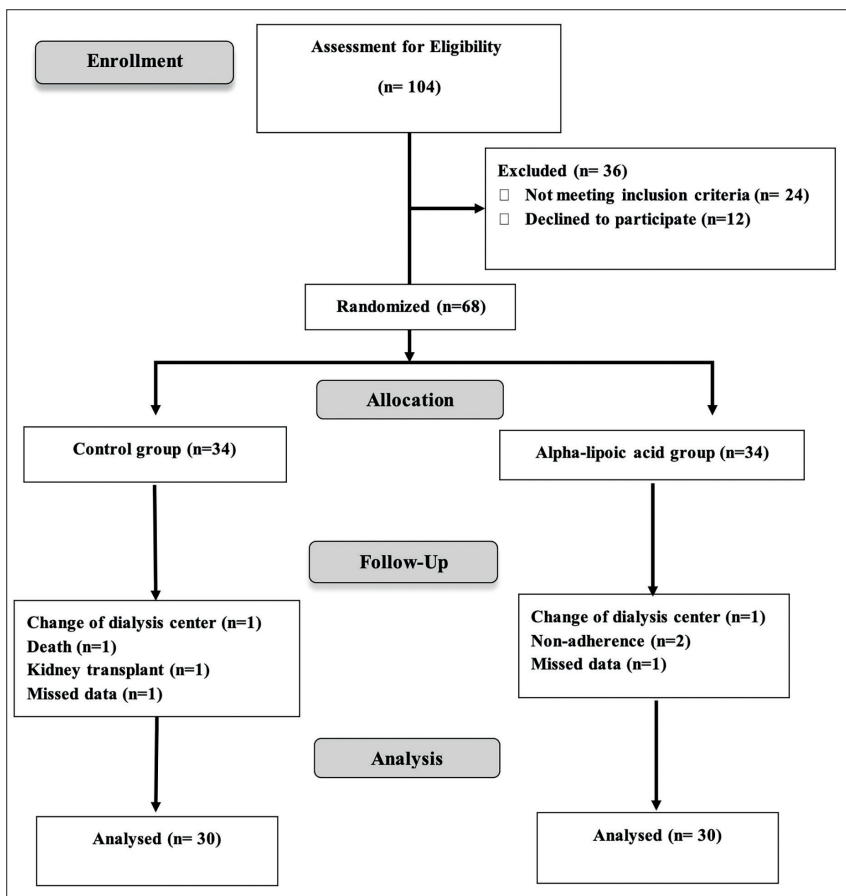 Enrollment
Assessment for Eligibility
(n= 104)
Excluded (n= 36)
□ Not meeting inclusion criteria (n= 24)
□ Declined to participate (n=12)
Randomized (n=68)
Allocation
Control group (n=34)
Alpha-lipoic acid group (n=34)
Follow-Up
Change of dialysis center (n=1)
Death (n=1)
Kidney transplant (n=1)
Missed data (n=1)
Change of dialysis center (n=1)
Non-adherence (n=2)
Missed data (n=1)
Analysis
Analysed (n= 30)
Analysed (n= 30)